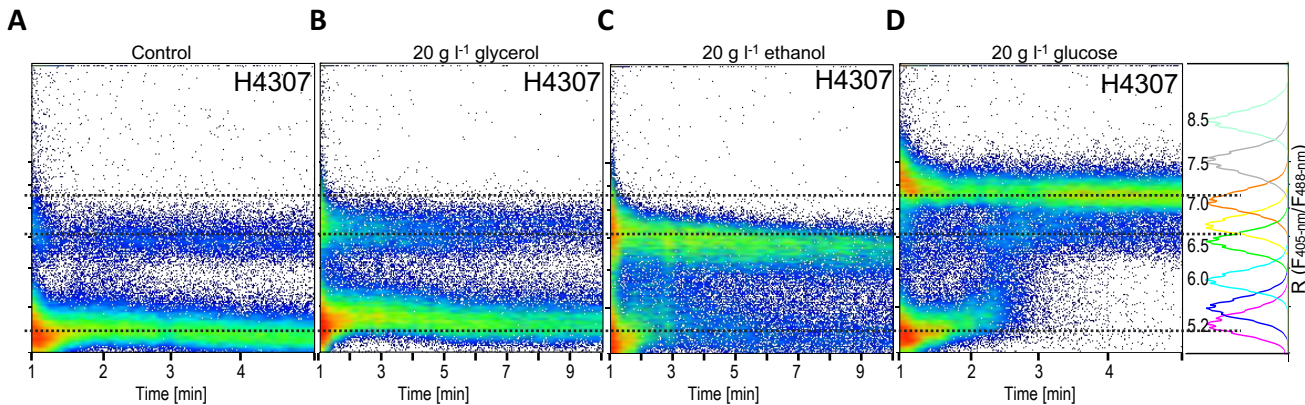 A
B
C
D
Control
20 g l-1 glycerol
20 g l-1 ethanol
20 g l-1 glucose
H4307
H4307
H4307
H4307
8.5
7.5
7.0
6.5
6.0
5.2
R (F405-nm/F488-nm)
1 2 3 4
1 3 5 7 9
1 3 5 7 9
1 2 3 4
Time [min]
Time [min]
Time [min]
Time [min]